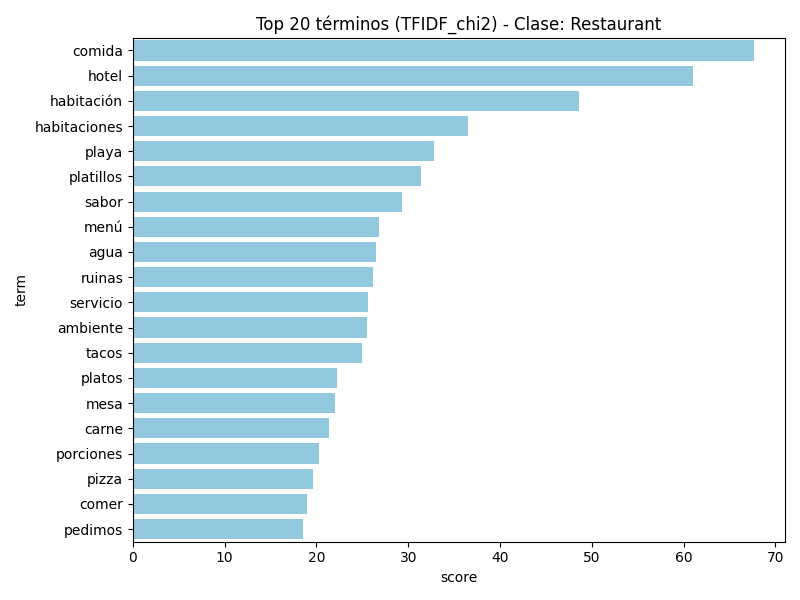 Top 20 términos (TFIDF_chi2) - Clase: Restaurant
comida
hotel
habitación
habitaciones
playa
platillos
sabor
menú
agua
ruinas
servicio
ambiente
tacos
platos
mesa
carne
porciones
pizza
comer
pedimos
term
0 10 20 30 40 50 60 70
score